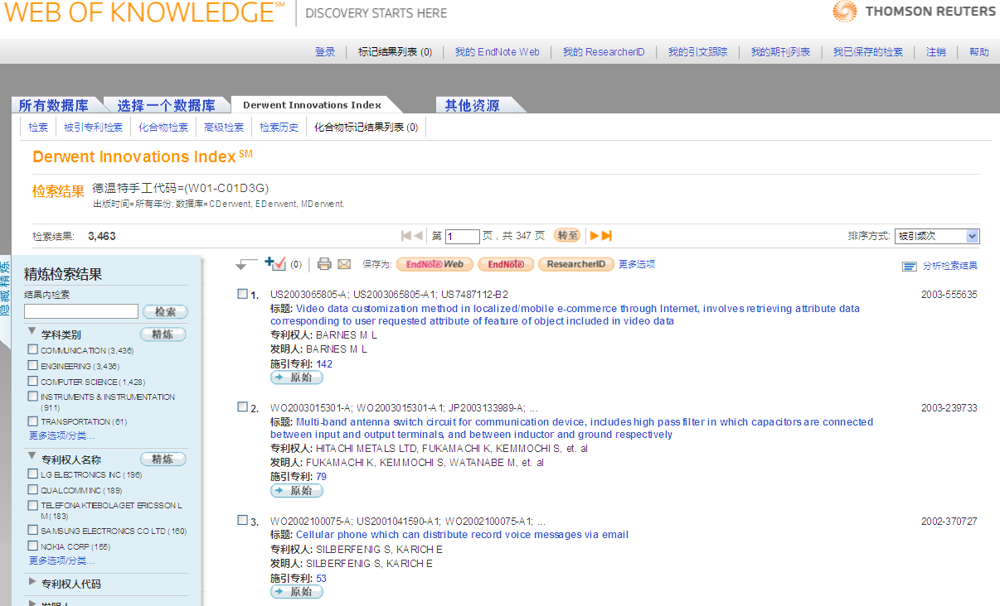 WEB OF KNOWLEDGE℠ DISCOVERY STARTS HERE THOMSON REUTERS
登录 标记结果列表 (0) 我的 EndNote Web 我的 ResearcherID 我的引文跟踪 我的期刊列表 我已保存的检索 注销 帮助
所有数据库 选择一个数据库 Derwent Innovations Index 其他资源
检索 被引专利检索 化合物检索 高级检索 检索历史 化合物标记结果列表 (0)
Derwent Innovations Index℠
检索结果 德温特手工代码=(W01-C01D3G)
出版时间=所有年份. 数据库=CDerwent, EDerwent, MDerwent.
检索结果: 3,463 第 1 页，共 347 页 转至 排序方式: 被引频次
隐藏精炼
精炼检索结果
结果内检索
检索
学科类别 精炼
COMMUNICATION (3,436)
ENGINEERING (3,436)
COMPUTER SCIENCE (1,428)
INSTRUMENTS & INSTRUMENTATION
(911)
TRANSPORTATION (61)
更多选项/分类...
专利权人名称 精炼
LG ELECTRONICS INC (196)
QUALCOMM INC (189)
TELEFONAKTIEBOLAGET ERICSSON L
M (183)
SAMSUNG ELECTRONICS CO LTD (160)
NOKIA CORP (155)
更多选项/分类...
专利权人代码
发明人
(0) 保存为: EndNote Web EndNote ResearcherID 更多选项 分析检索结果
1. US2003065805-A; US2003065805-A1; US7487112-B2 2003-555635
标题: Video data customization method in localized/mobile e-commerce through Internet, involves retrieving attribute data
corresponding to user requested attribute of feature of object included in video data
专利权人: BARNES M L
发明人: BARNES M L
施引专利: 142
原始
2. WO2003015301-A; WO2003015301-A1; JP2003133989-A; ... 2003-239733
标题: Multi-band antenna switch circuit for communication device, includes high pass filter in which capacitors are connected
between input and output terminals, and between inductor and ground respectively
专利权人: HITACHI METALS LTD, FUKAMACHI K, KEMMOCHI S, et. al
发明人: FUKAMACHI K, KEMMOCHI S, WATANABE M, et. al
施引专利: 79
原始
3. WO2002100075-A; US2001041590-A1; WO2002100075-A1; ... 2002-370727
标题: Cellular phone which can distribute record voice messages via email
专利权人: SILBERFENIG S, KARICH E
发明人: SILBERFENIG S, KARICH E
施引专利: 53
原始